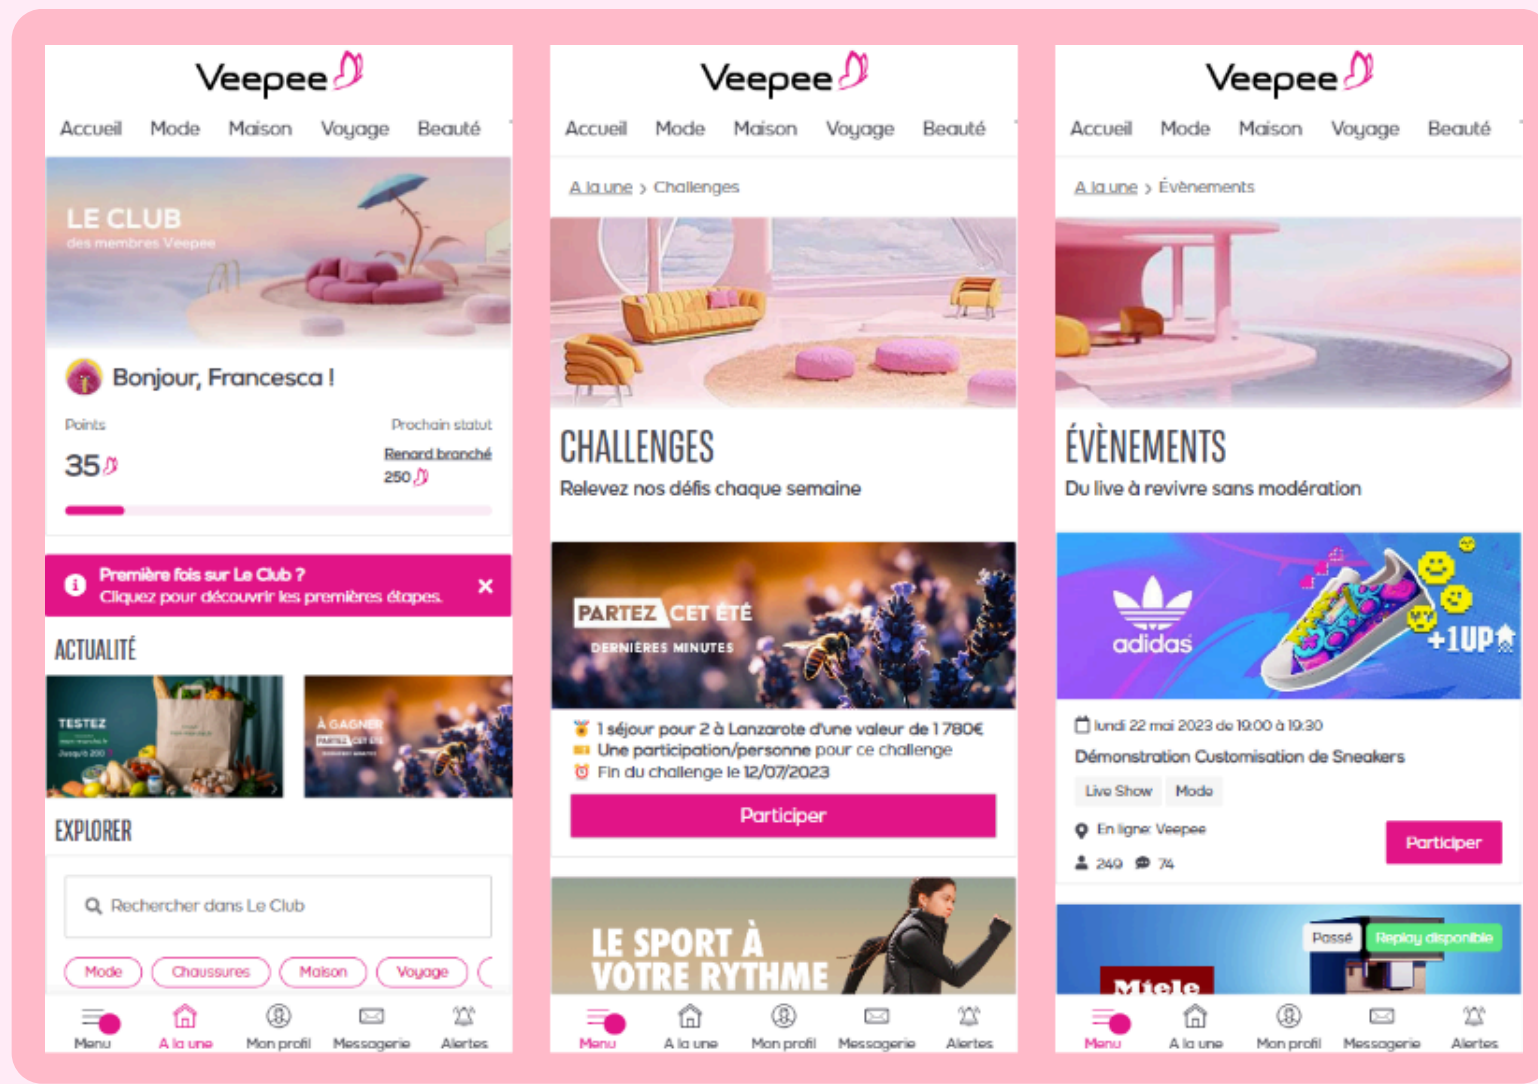 Veepee
Accueil Mode Maison Voyage Beauté
LE CLUB
des membres Veepee
Bonjour, Francesca !
Points
Prochain statut
35
Renard branché
250
Première fois sur Le Club ?
Cliquez pour découvrir les premières étapes.
ACTUALITÉ
TESTEZ
Jusqu'à 200
À GAGNER
PARTEZ CET ÉTÉ
DERNIÈRES MINUTES
EXPLORER
Rechercher dans Le Club
Mode Chaussures Maison Voyage
Menu A la une Mon profil Messagerie Alertes
Veepee
Accueil Mode Maison Voyage Beauté
A la une > Challenges
CHALLENGES
Relevez nos défis chaque semaine
PARTEZ CET ÉTÉ
DERNIÈRES MINUTES
1 séjour pour 2 à Lanzarote d'une valeur de 1 780€
Une participation/personne pour ce challenge
Fin du challenge le 12/07/2023
Participer
LE SPORT À
VOTRE RYTHME
Menu A la une Mon profil Messagerie Alertes
Veepee
Accueil Mode Maison Voyage Beauté
A la une > Évènements
ÉVÈNEMENTS
Du live à revivre sans modération
adidas
+1UP
lundi 22 mai 2023 de 19:00 à 19:30
Démonstration Customisation de Sneakers
Live Show Mode
En ligne: Veepee
Participer
249 74
Passé Replay disponible
Miele
Menu A la une Mon profil Messagerie Alertes